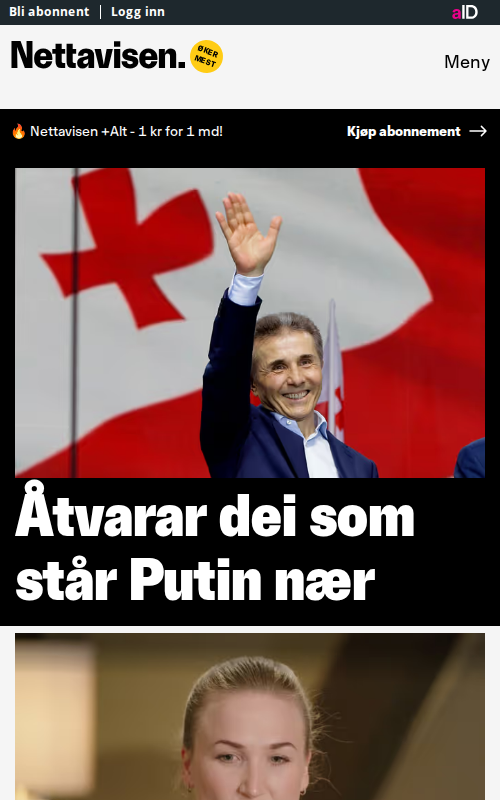 Bli abonnent | Logg inn
aID
Nettavisen.
ØKER
MEST
Meny
🔥 Nettavisen +Alt - 1 kr for 1 md!
Kjøp abonnement →
Åtvarar dei som
står Putin nær